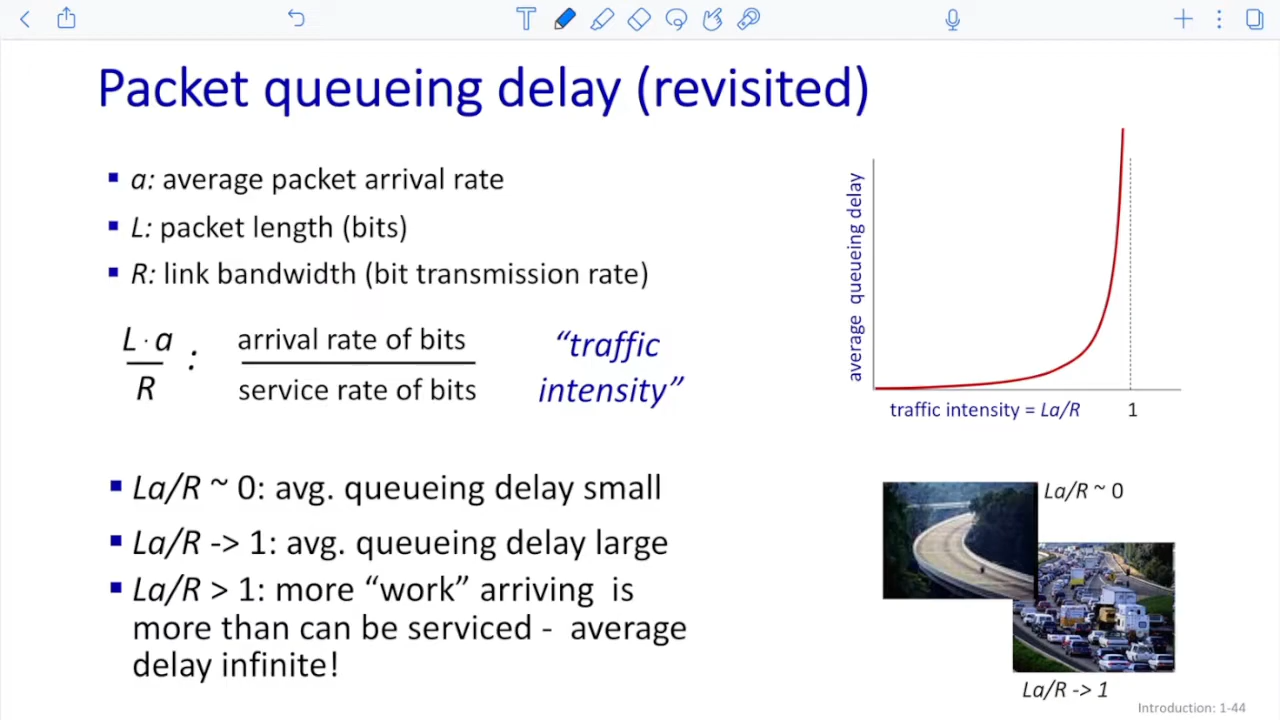 Packet queueing delay (revisited)
▪ a: average packet arrival rate
▪ L: packet length (bits)
▪ R: link bandwidth (bit transmission rate)
L · a
R
:
arrival rate of bits
service rate of bits
“traffic
intensity”
▪ La/R ~ 0: avg. queueing delay small
▪ La/R -> 1: avg. queueing delay large
▪ La/R > 1: more “work” arriving is
more than can be serviced - average
delay infinite!
average queueing delay
traffic intensity = La/R
1
La/R ~ 0
La/R -> 1
Introduction: 1-44